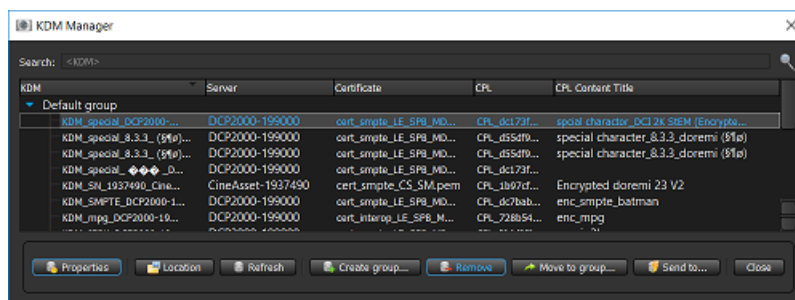 KDM Manager
Search: <KDM>
KDM Server Certificate CPL CPL Content Title
Default group
KDM_special_DCP2000-... DCP2000-199000 cert_smpte_LE_SPB_MD... CPL_dc173f... spcial charactor_DCI 2K StEM (Encrypte...
KDM_special_8.3.3_ (§¶ø)... DCP2000-199000 cert_smpte_LE_SPB_MD... CPL_d55df9... special character_8.3.3_doremi (§¶ø)
KDM_special_8.3.3_ (§¶ø)... DCP2000-199000 cert_smpte_LE_SPB_MD... CPL_d55df9... special character_8.3.3_doremi (§¶ø)
KDM_special_ ��� _D... DCP2000-199000 cert_smpte_LE_SPB_MD... CPL_dc173f...
KDM_SN_1937490_Cine... CineAsset-1937490 cert_smpte_CS_SM.pem CPL_1b97cf... Encrypted doremi 23 V2
KDM_SMPTE_DCP2000-1... DCP2000-199000 cert_smpte_LE_SPB_MD... CPL_dc7bab... enc_smpte_batman
KDM_mpg_DCP2000-19... DCP2000-199000 cert_interop_LE_SPB_M... CPL_728b54... enc_mpg
Properties Location Refresh Create group... Remove Move to group... Send to... Close